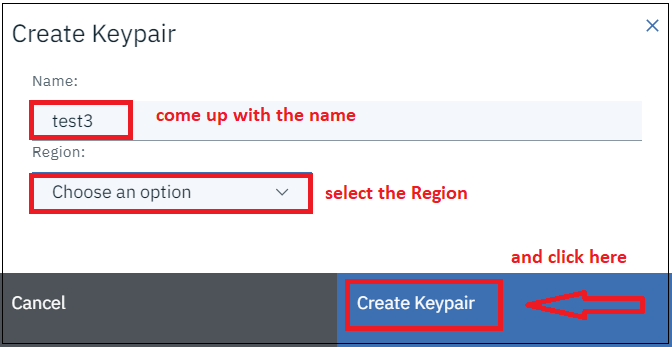 Create Keypair
Name:
test3 come up with the name
Region:
Choose an option select the Region
and click here
Cancel Create Keypair